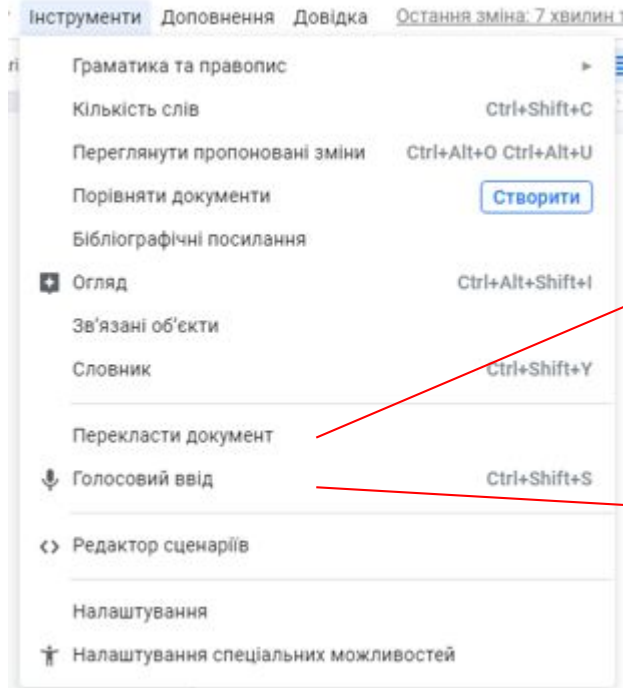 Інструменти Доповнення Довідка Остання зміна: 7 хвилин
Граматика та правопис ►
Кількість слів Ctrl+Shift+C
Переглянути пропоновані зміни Ctrl+Alt+O Ctrl+Alt+U
Порівняти документи Створити
Бібліографічні посилання
Огляд Ctrl+Alt+Shift+I
Зв'язані об'єкти
Словник Ctrl+Shift+Y
Перекласти документ
Голосовий ввід Ctrl+Shift+S
Редактор сценаріїв
Налаштування
Налаштування спеціальних можливостей